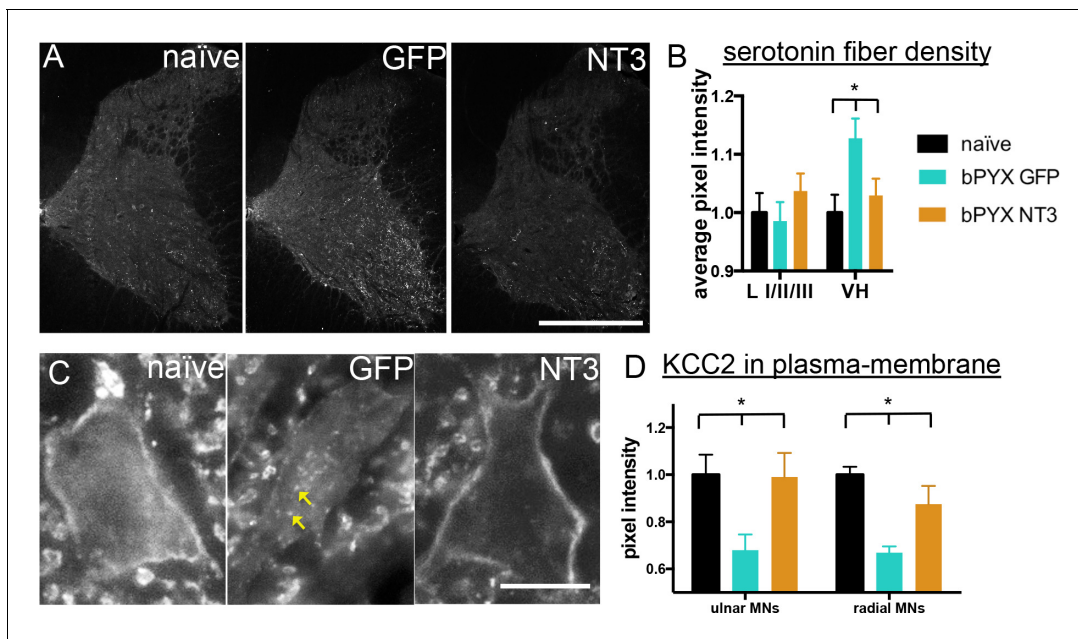 A naïve GFP NT3
B serotonin fiber density
average pixel intensity
1.2
1.1
1.0
0.9
*
L I/II/III VH
naïve
bPYX GFP
bPYX NT3
C naïve GFP NT3
D KCC2 in plasma-membrane
pixel intensity
1.2
1.0
0.8
0.6
* *
ulnar MNs radial MNs